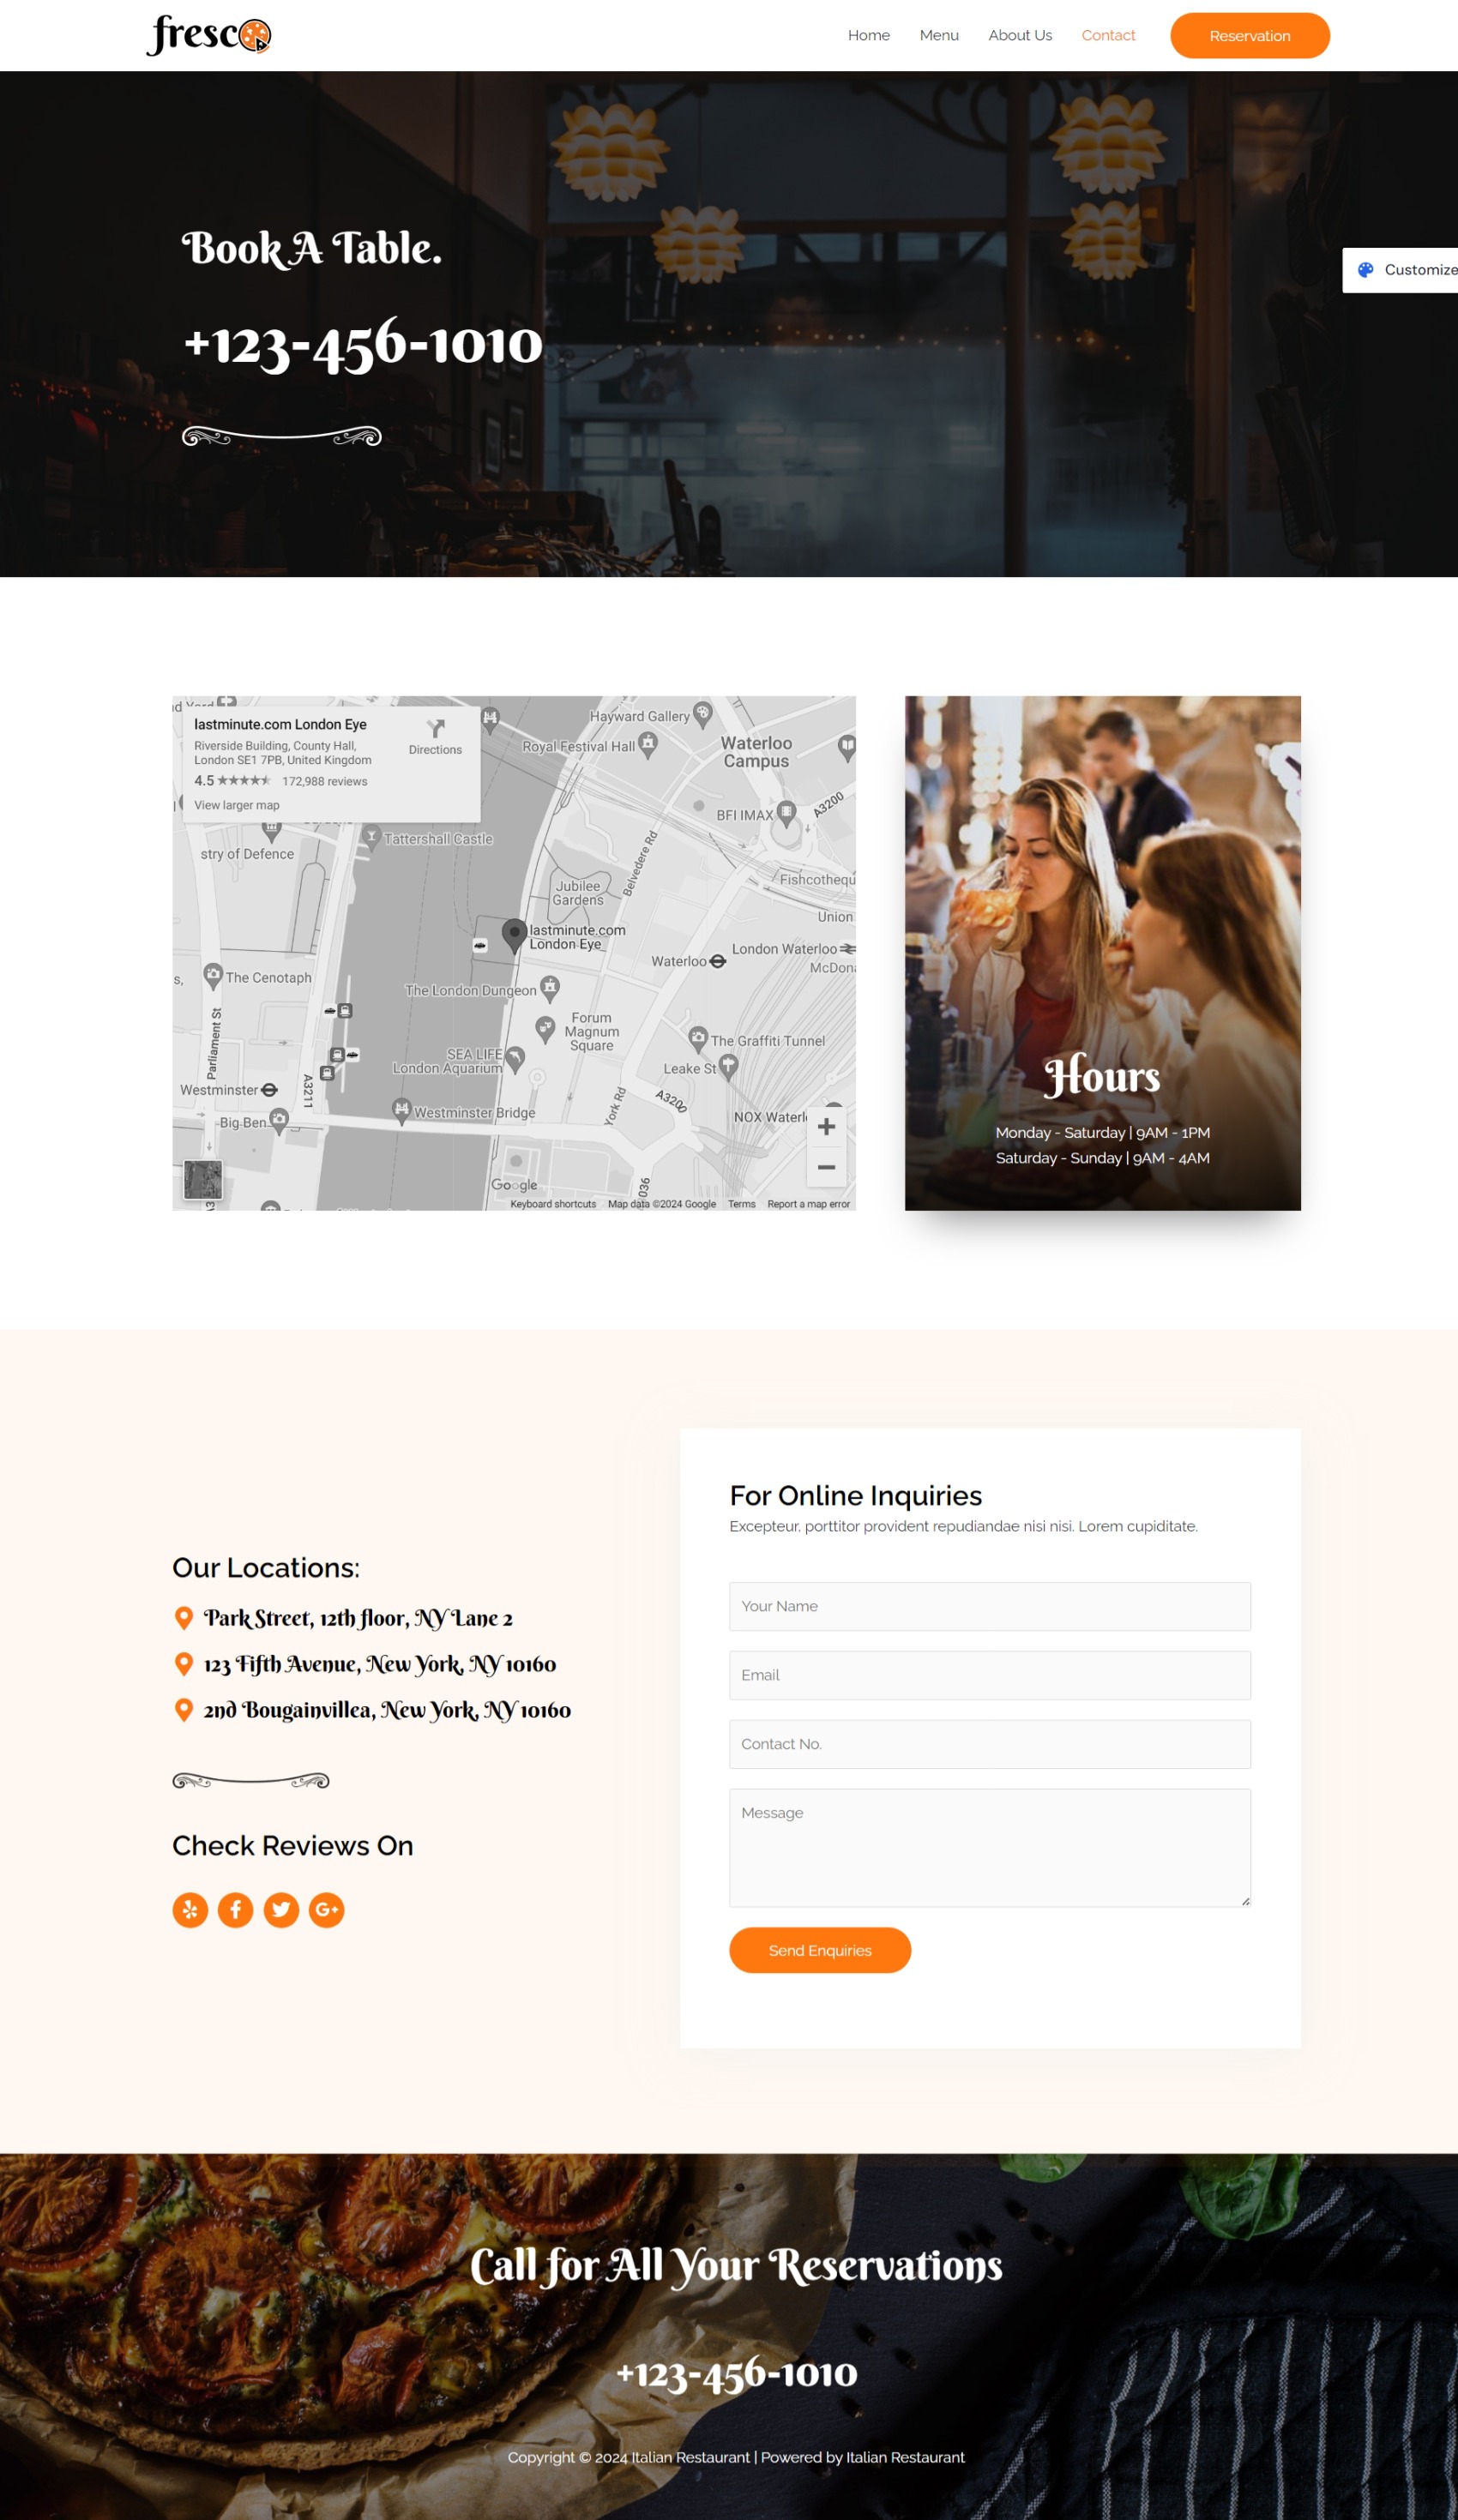 fresco
Home Menu About Us Contact Reservation
Book A Table.
Customize
+123-456-1010
lastminute.com London Eye
Riverside Building, County Hall,
London SE1 7PB, United Kingdom
Directions
4.5 172,988 reviews
View larger map
Hayward Gallery
Royal Festival Hall
Waterloo
Campus
BFI IMAX
A3200
Tattershall Castle
stry of Defence
Belvedere Rd
Fishcothequ
Jubilee
Gardens
Union
lastminute.com
London Eye
London Waterloo
Waterloo
McDona
The Cenotaph
The London Dungeon
Forum
Magnum
Square
Parliament St
The Graffiti Tunnel
SEA LIFE
London Aquarium
Leake St
Westminster
A3211
A3200
York Rd
Westminster Bridge
NOX Waterl
Big Ben
Google
036
A3
Keyboard shortcuts Map data ©2024 Google Terms Report a map error
Hours
Monday - Saturday | 9AM - 1PM
Saturday - Sunday | 9AM - 4AM
Our Locations:
Park Street, 12th floor, NY Lane 2
123 Fifth Avenue, New York, NY 10160
2nd Bougainvillea, New York, NY 10160
Check Reviews On
For Online Inquiries
Excepteur, porttitor provident repudiandae nisi nisi. Lorem cupiditate.
Your Name
Email
Contact No.
Message
Send Enquiries
Call for All Your Reservations
+123-456-1010
Copyright © 2024 Italian Restaurant | Powered by Italian Restaurant